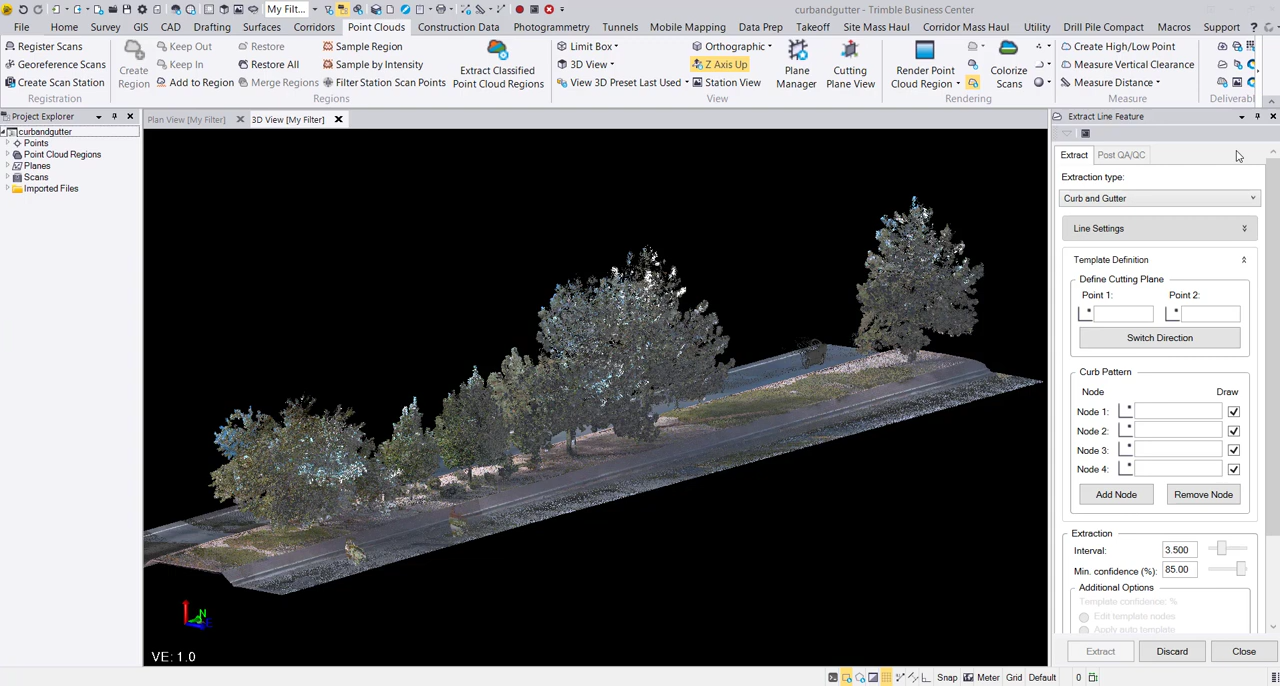 My Filt...
curbandgutter - Trimble Business Center
File Home Survey GIS CAD Drafting Surfaces Corridors Point Clouds Construction Data Photogrammetry Tunnels Mobile Mapping Data Prep Takeoff Site Mass Haul Corridor Mass Haul Utility Drill Pile Compact Macros Support
Register Scans
Georeference Scans
Create Scan Station
Registration
Create Region
Keep Out
Keep In
Add to Region
Restore
Restore All
Merge Regions
Sample Region
Sample by Intensity
Filter Station Scan Points
Regions
Extract Classified Point Cloud Regions
Limit Box
3D View
View 3D Preset Last Used
Orthographic
Z Axis Up
Station View
View
Plane Manager
Cutting Plane View
Render Point Cloud Region
Colorize Scans
Rendering
Create High/Low Point
Measure Vertical Clearance
Measure Distance
Measure
Deliverabl
Project Explorer
curbandgutter
Points
Point Cloud Regions
Planes
Scans
Imported Files
Plan View [My Filter]
3D View [My Filter]
N
VE: 1.0
Extract Line Feature
Extract
Post QA/QC
Extraction type:
Curb and Gutter
Line Settings
Template Definition
Define Cutting Plane
Point 1: Point 2:
Switch Direction
Curb Pattern
Node Draw
Node 1:
Node 2:
Node 3:
Node 4:
Add Node Remove Node
Extraction
Interval: 3.500
Min. confidence (%): 85.00
Additional Options
Template confidence: %
Edit template nodes
Apply auto template
Extract Discard Close
Snap Meter Grid Default 0